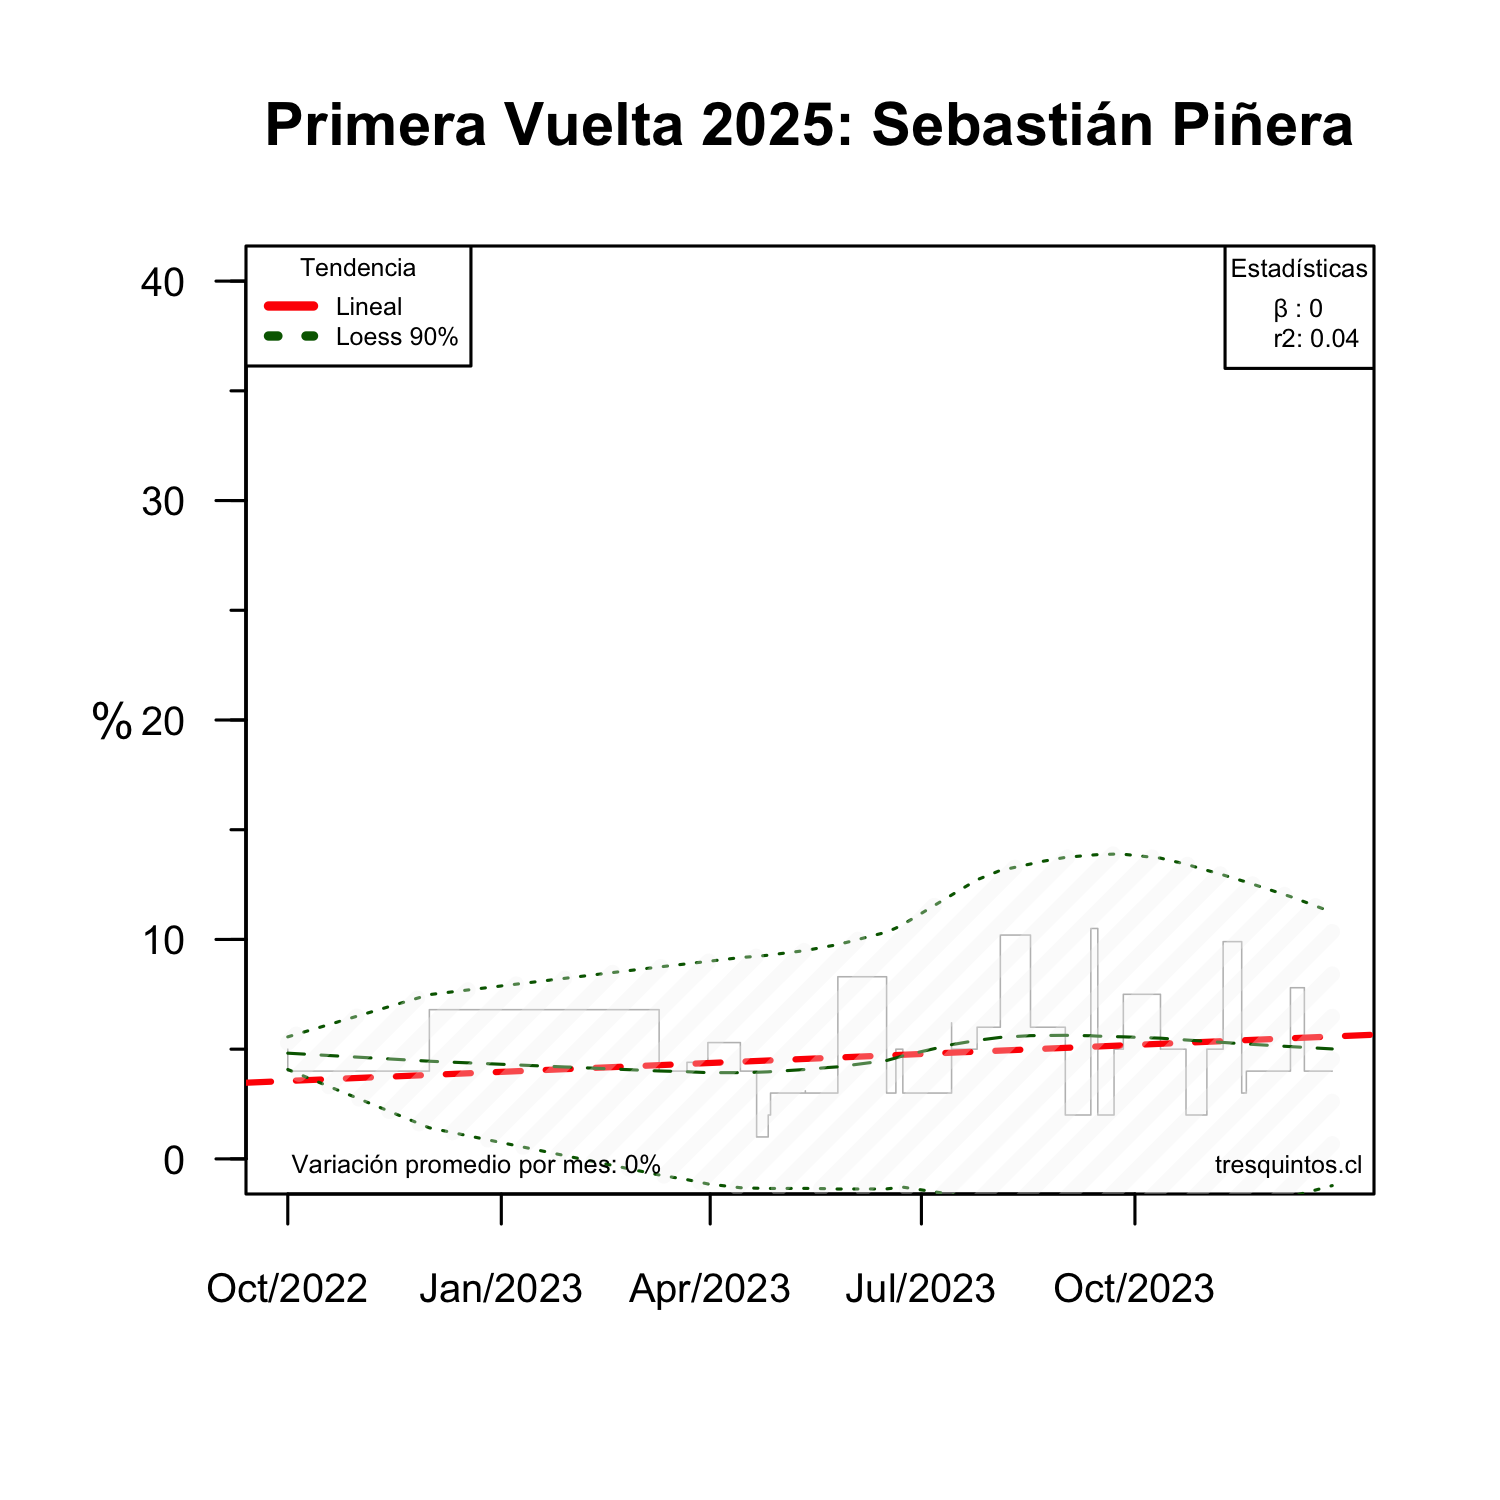 Primera Vuelta 2025: Sebastián Piñera
Tendencia
Lineal
Loess 90%
Estadísticas
β : 0
r2: 0.04
40
30
%
20
10
0
Variación promedio por mes: 0%
tresquintos.cl
Oct/2022
Jan/2023
Apr/2023
Jul/2023
Oct/2023